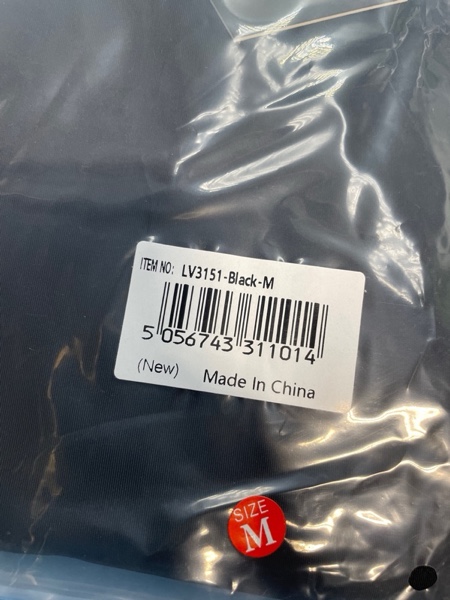 ITEM NO: LV3151-Black-M
5 056743 311014
(New) Made In China
SIZE
M